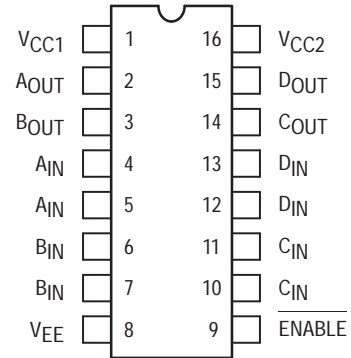 VCC1 1 16 VCC2
AOUT 2 15 DOUT
BOUT 3 14 COUT
AIN 4 13 DIN
AIN 5 12 DIN
BIN 6 11 CIN
BIN 7 10 CIN
VEE 8 9 ENABLE